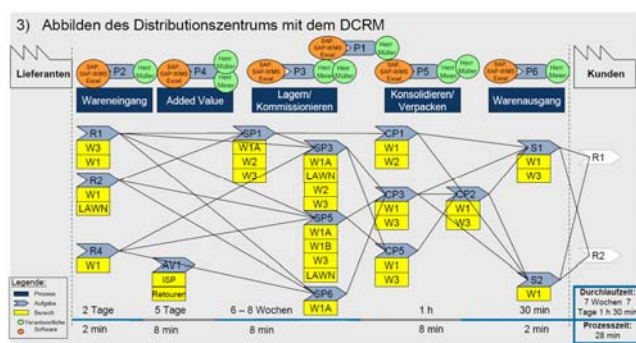 3) Abbilden des Distributionszentrums mit dem DCRM
Lieferanten
SAP,
SAP-WMS
Excel
P2
Herr
Müller
Wareneingang
SAP,
SAP-WMS
Excel
P4
Herr
Müller
Herr
Meier
Added Value
SAP,
SAP-WMS
Excel
P3
Herr
Meier
Herr
Müller
Lagern/
Kommissionieren
SAP,
SAP-WMS
Excel
P1
Herr
Müller
SAP,
SAP-WMS
Excel
P5
Herr
Meier
Herr
Müller
Konsolidieren/
Verpacken
SAP,
SAP-WMS
Excel
P6
Herr
Meier
Warenausgang
Kunden
R1
W3
W1
R2
W1
LAWN
R4
W1
AV1
ISP
Retouren
SP1
W1A
W2
W3
SP3
W1A
LAWN
W2
W3
SP5
W1A
W1B
W3
LAWN
SP6
W1A
CP1
W1
W2
CP3
W1
W3
CP5
W1
W3
CP2
W1
W3
S1
W1
W3
S2
W1
R1
R2
Legende:
Prozess
Aufgabe
Bereich
Verantwortliche
Software
2 Tage
5 Tage
6 – 8 Wochen
1 h
30 min
2 min
8 min
8 min
8 min
2 min
Durchlaufzeit:
7 Wochen 7
Tage 1 h 30 min
Prozesszeit:
28 min